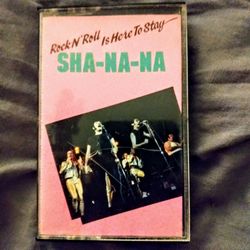 Rock N' Roll
Is Here To Stay
SHA-NA-NA